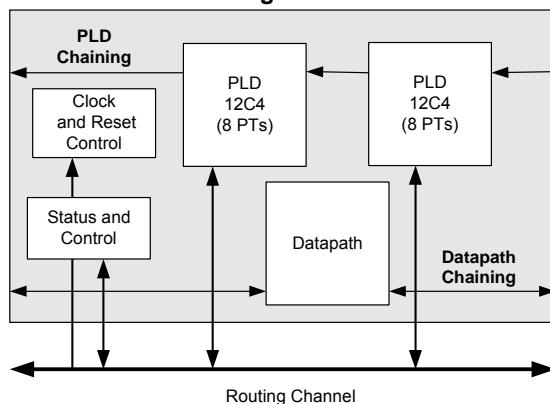 PLD
Chaining
PLD
12C4
(8 PTs)
PLD
12C4
(8 PTs)
Clock
and Reset
Control
Status and
Control
Datapath
Datapath
Chaining
Routing Channel